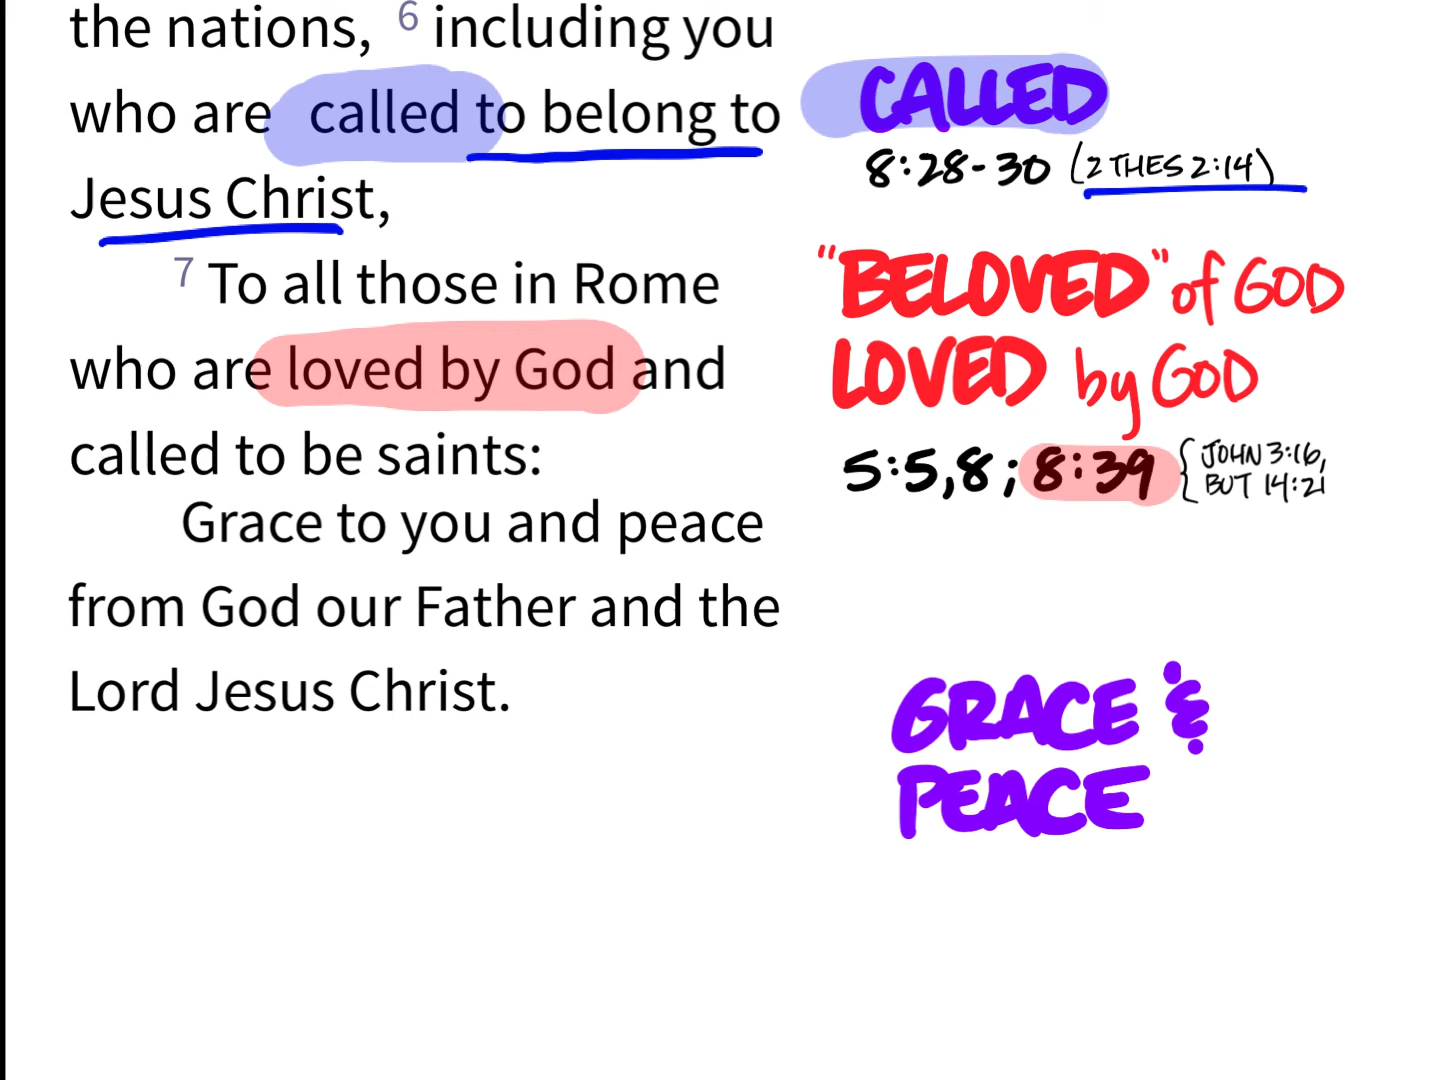 the nations, 6 including you
who are called to belong to
Jesus Christ,
7 To all those in Rome
who are loved by God and
called to be saints:
Grace to you and peace
from God our Father and the
Lord Jesus Christ.
CALLED
8:28-30 (2 THES 2:14)
"BELOVED" of GOD
LOVED by GOD
5:5,8; 8:39 { JOHN 3:16,
BUT 14:21
GRACE &
PEACE